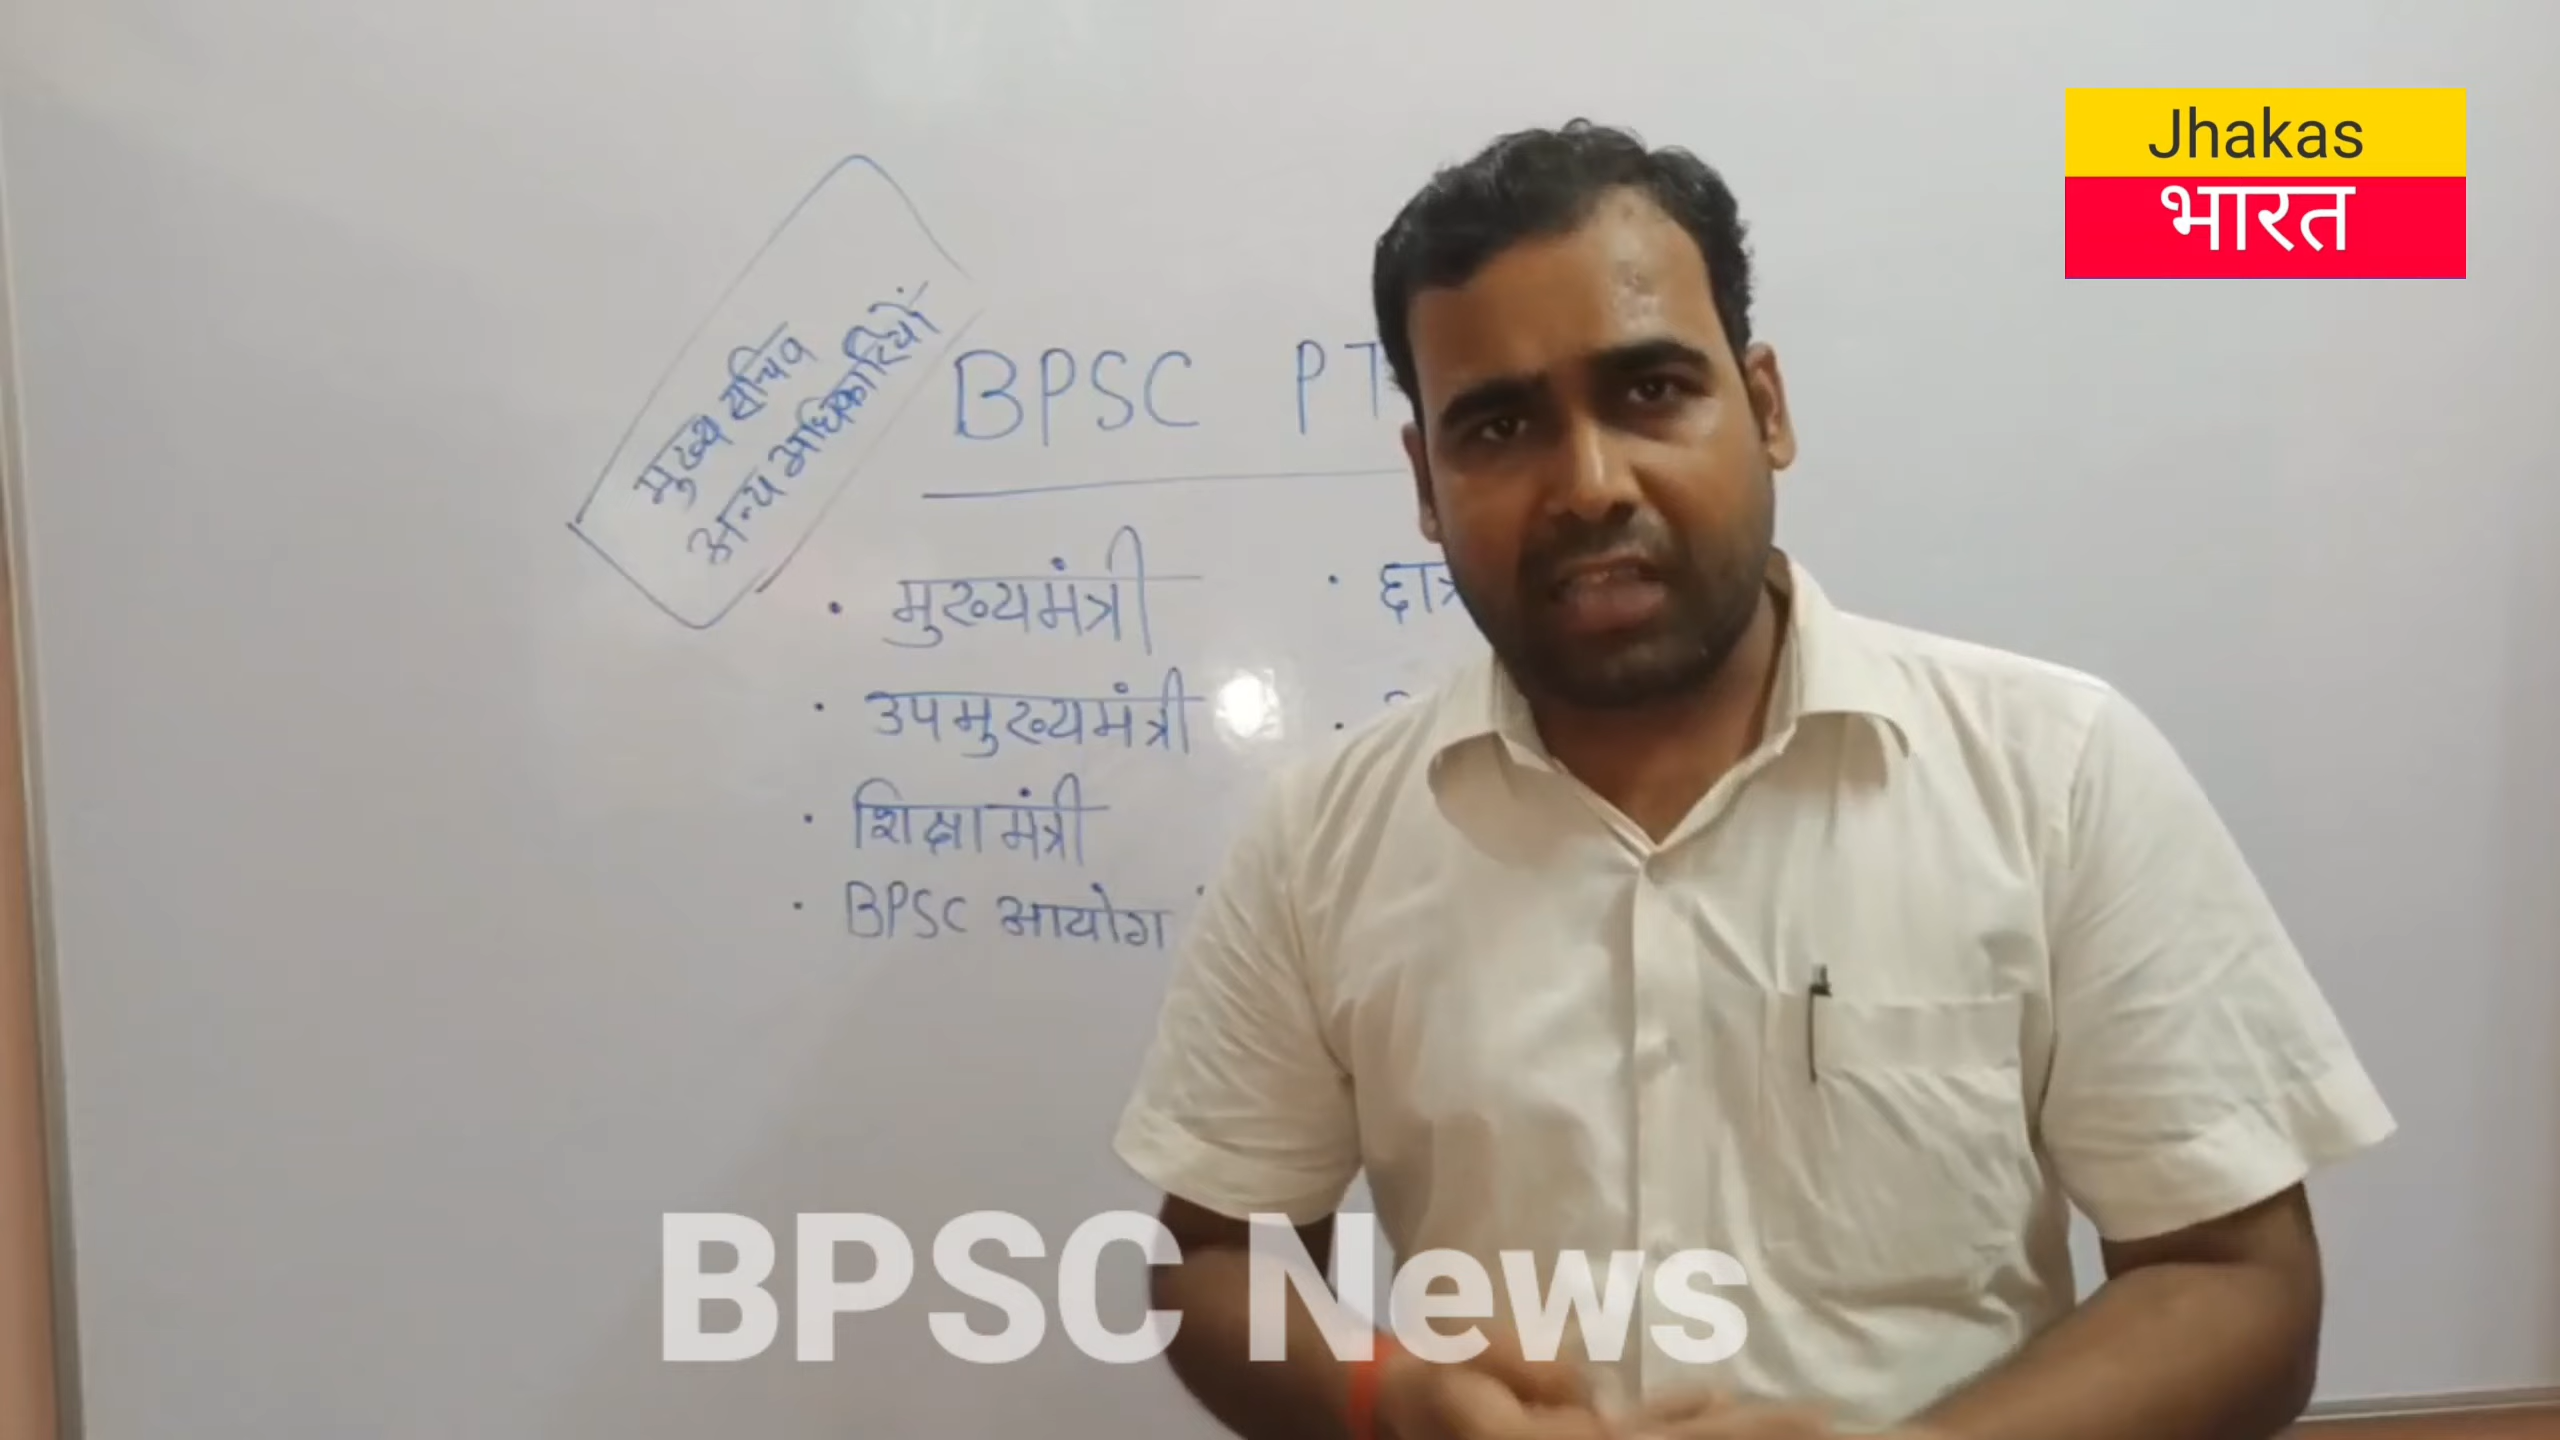 Jhakas
भारत
मुख्य सचिव
अन्य अधिकारियों
BPSC PT
• मुख्यमंत्री
• छात्र
• उपमुख्यमंत्री
• शिक्षा मंत्री
• BPSC आयोग
BPSC News